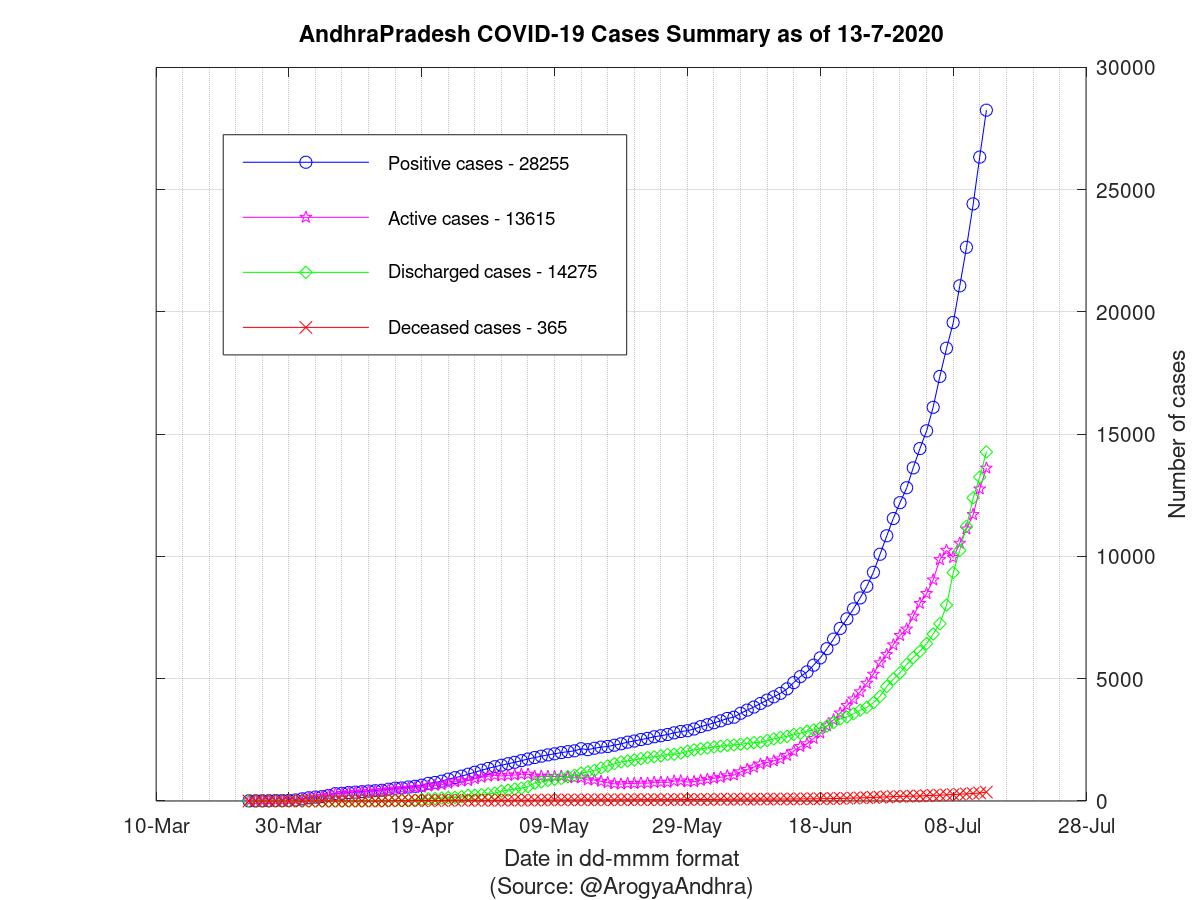 AndhraPradesh COVID-19 Cases Summary as of 13-7-2020
Positive cases - 28255
Active cases - 13615
Discharged cases - 14275
Deceased cases - 365
30000
25000
20000
15000
10000
5000
0
Number of cases
10-Mar 30-Mar 19-Apr 09-May 29-May 18-Jun 08-Jul 28-Jul
Date in dd-mmm format
(Source: @ArogyaAndhra)